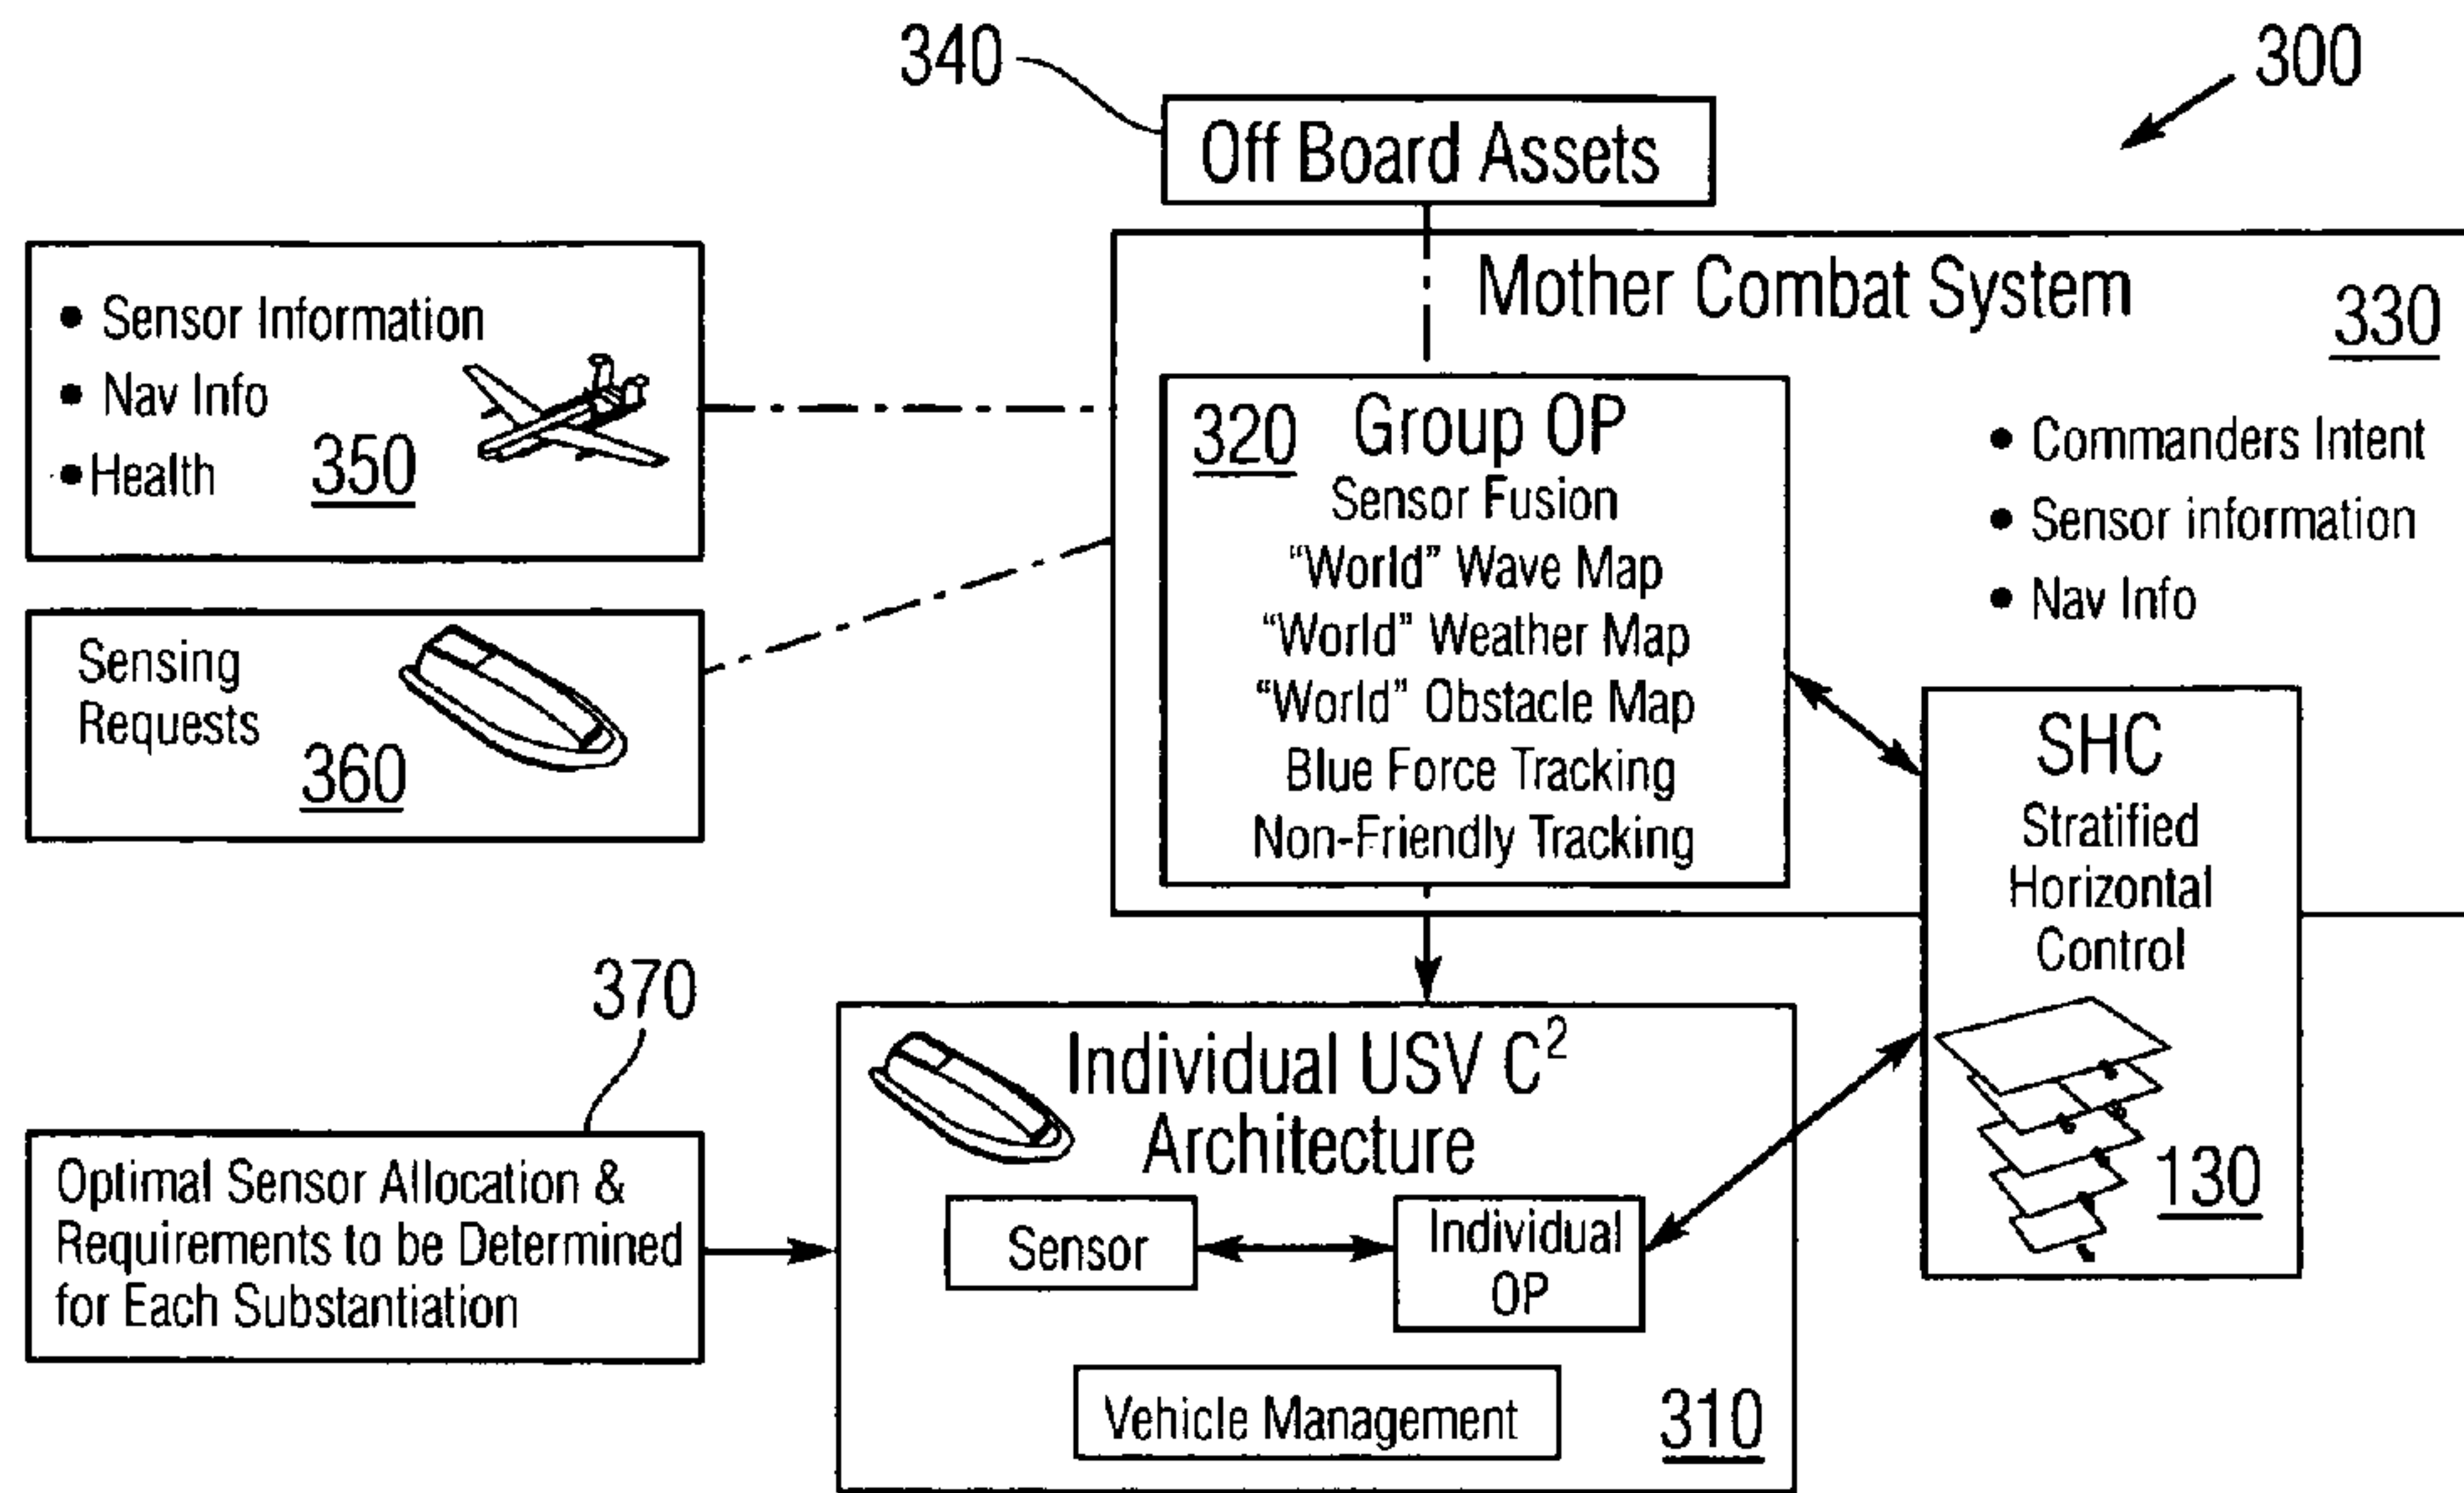 340
300
Off Board Assets
Mother Combat System
330
• Sensor Information
• Nav Info
• Health
350
320
Group OP
Sensor Fusion
“World” Wave Map
“World” Weather Map
“World” Obstacle Map
Blue Force Tracking
Non-Friendly Tracking
• Commanders Intent
• Sensor information
• Nav Info
Sensing
Requests
360
SHC
Stratified
Horizontal
Control
130
370
Optimal Sensor Allocation &
Requirements to be Determined
for Each Substantiation
Individual USV C²
Architecture
Sensor
Individual
OP
Vehicle Management
310